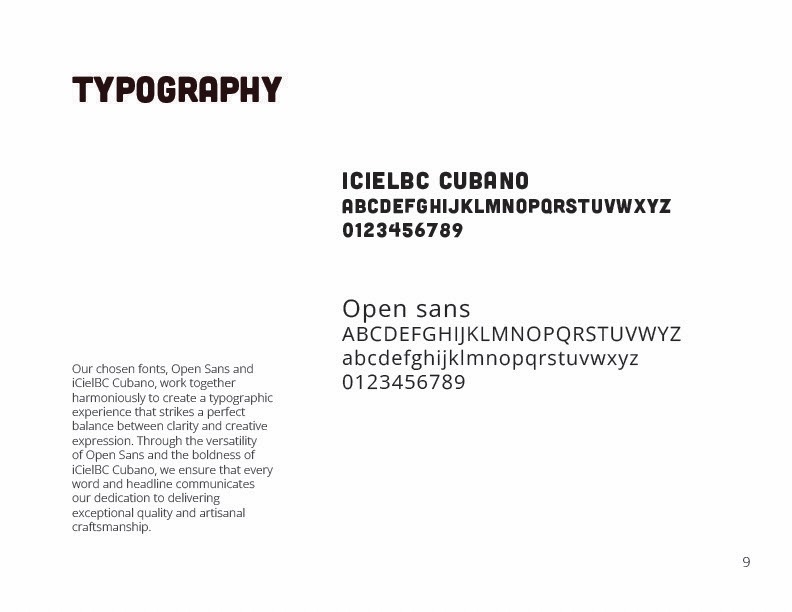 TYPOGRAPHY
ICIELBC CUBANO
ABCDEFGHIJKLMNOPQRSTUVWXYZ
0123456789
Open sans
ABCDEFGHIJKLMNOPQRSTUVWYZ
abcdefghijklmnopqrstuvwxyz
0123456789
Our chosen fonts, Open Sans and
iCielBC Cubano, work together
harmoniously to create a typographic
experience that strikes a perfect
balance between clarity and creative
expression. Through the versatility
of Open Sans and the boldness of
iCielBC Cubano, we ensure that every
word and headline communicates
our dedication to delivering
exceptional quality and artisanal
craftsmanship.
9